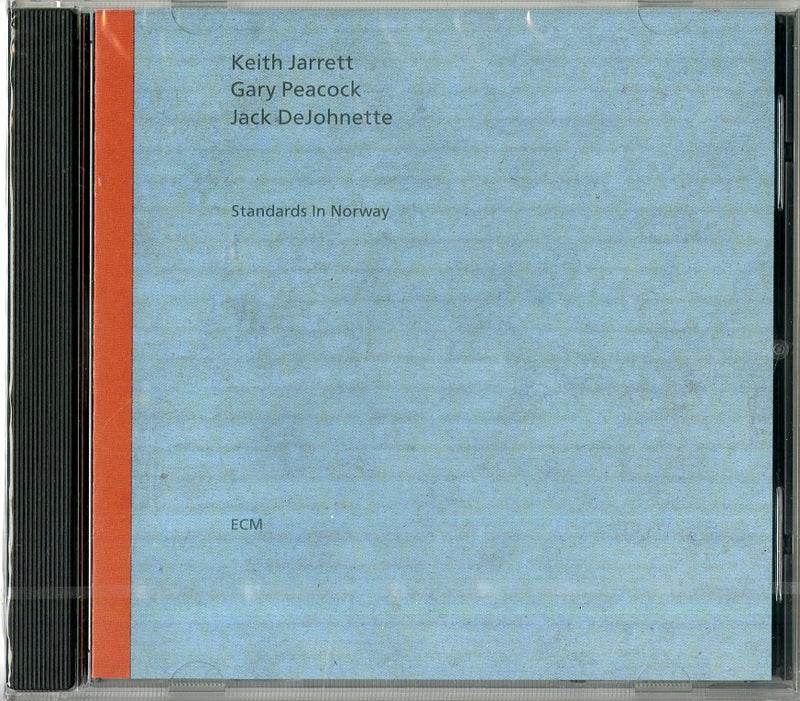 Keith Jarrett
Gary Peacock
Jack DeJohnette
Standards In Norway
ECM